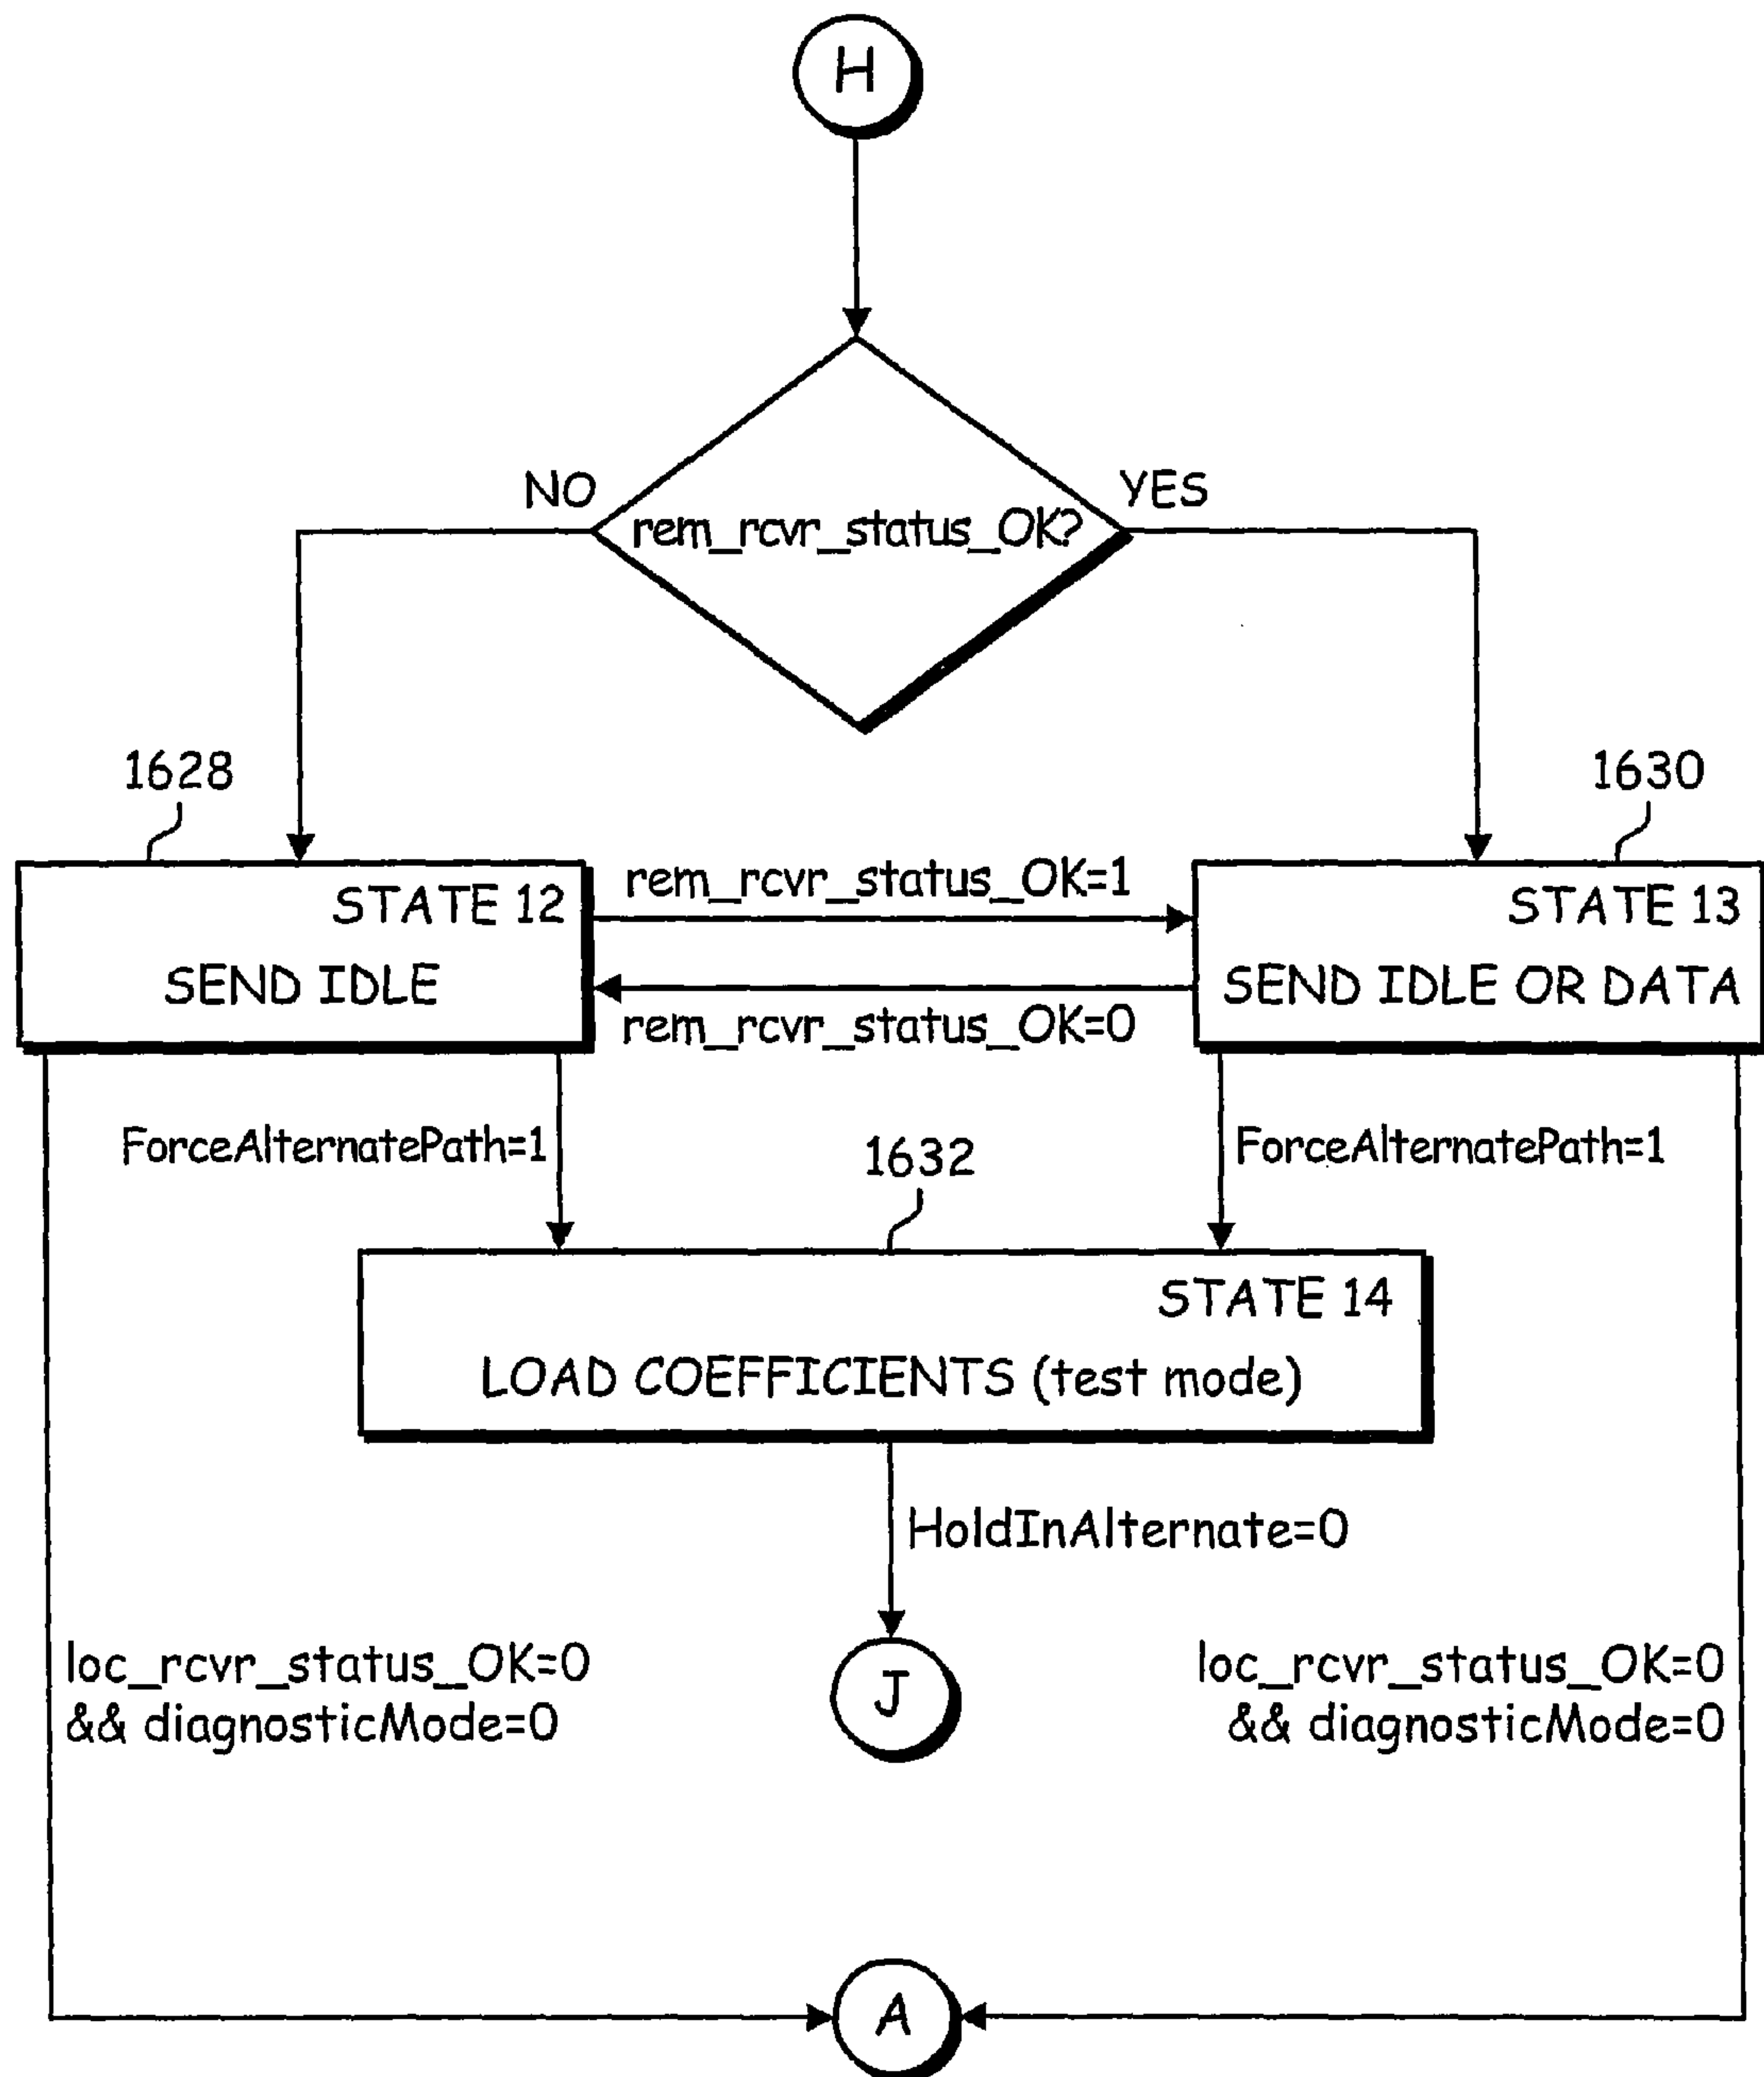 H
NO
YES
rem_rcvr_status_OK?
1628
1630
STATE 12
SEND IDLE
rem_rcvr_status_OK=1
rem_rcvr_status_OK=0
STATE 13
SEND IDLE OR DATA
ForceAlternatePath=1
1632
ForceAlternatePath=1
STATE 14
LOAD COEFFICIENTS (test mode)
HoldInAlternate=0
J
loc_rcvr_status_OK=0
&& diagnosticMode=0
loc_rcvr_status_OK=0
&& diagnosticMode=0
A